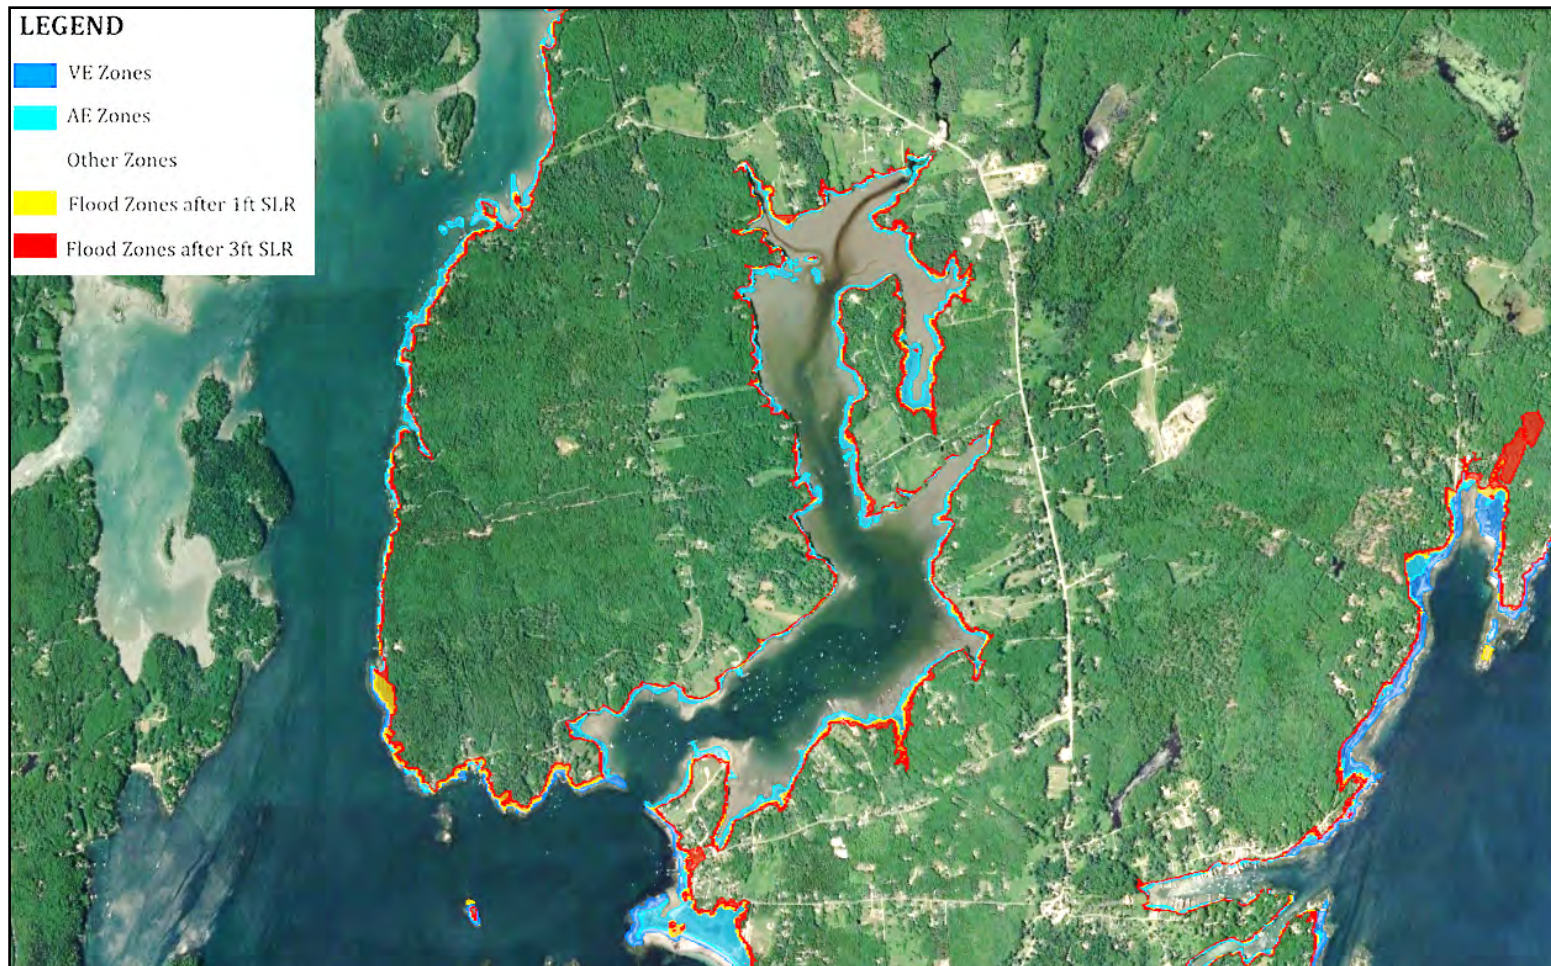 LEGEND
VE Zones
AE Zones
Other Zones
Flood Zones after 1ft SLR
Flood Zones after 3ft SLR